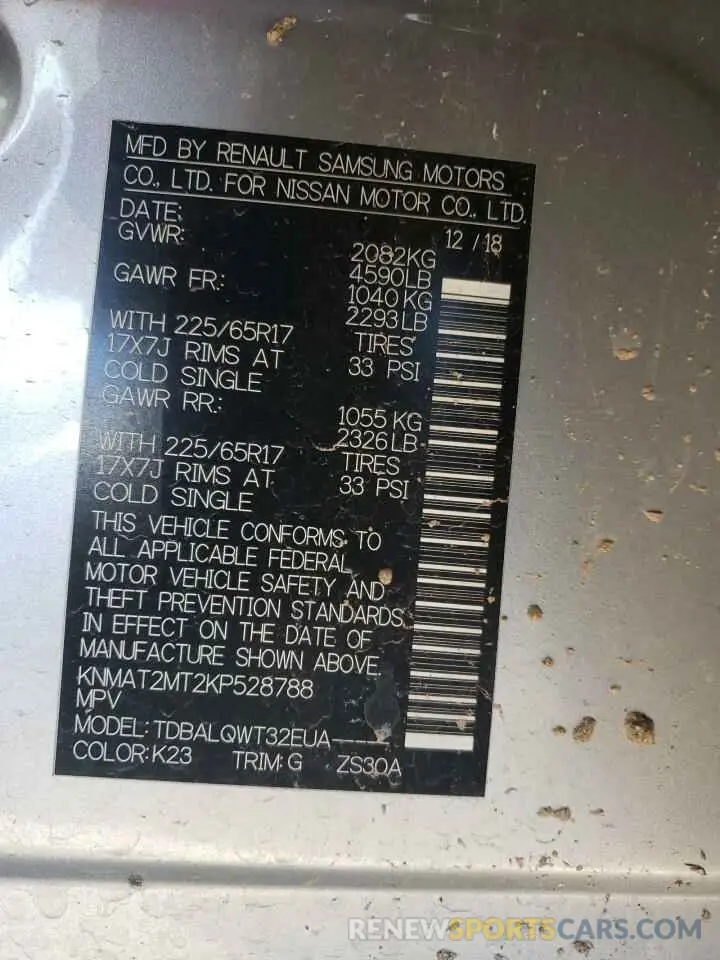 MFD BY RENAULT SAMSUNG MOTORS
CO., LTD. FOR NISSAN MOTOR CO., LTD.
DATE: 12 / 18
GVWR: 2082KG
4590LB
GAWR FR.: 1040 KG
2293LB
WITH 225/65R17 TIRES
17X7J RIMS AT 33 PSI
COLD SINGLE
GAWR RR.: 1055 KG
2326LB
WITH 225/65R17 TIRES
17X7J RIMS AT 33 PSI
COLD SINGLE
THIS VEHICLE CONFORMS TO
ALL APPLICABLE FEDERAL
MOTOR VEHICLE SAFETY AND
THEFT PREVENTION STANDARDS
IN EFFECT ON THE DATE OF
MANUFACTURE SHOWN ABOVE.
KNMAT2MT2KP528788
MPV
MODEL: TDBALQWT32EUA-----
COLOR: K23 TRIM: G ZS30A
RENEWSPORTSCARS.COM